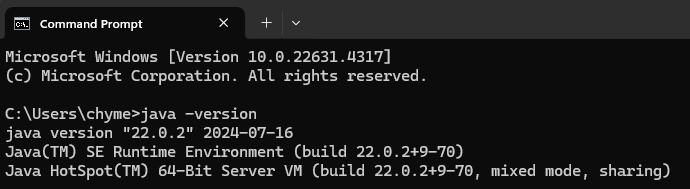 Command Prompt
Microsoft Windows [Version 10.0.22631.4317]
(c) Microsoft Corporation. All rights reserved.
C:\Users\chyme>java -version
java version "22.0.2" 2024-07-16
Java(TM) SE Runtime Environment (build 22.0.2+9-70)
Java HotSpot(TM) 64-Bit Server VM (build 22.0.2+9-70, mixed mode, sharing)